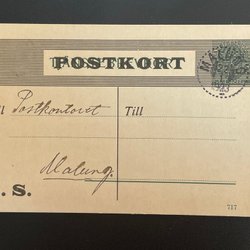 POSTKORT
Till Postkontoret
Till
Malung.
. S.
717